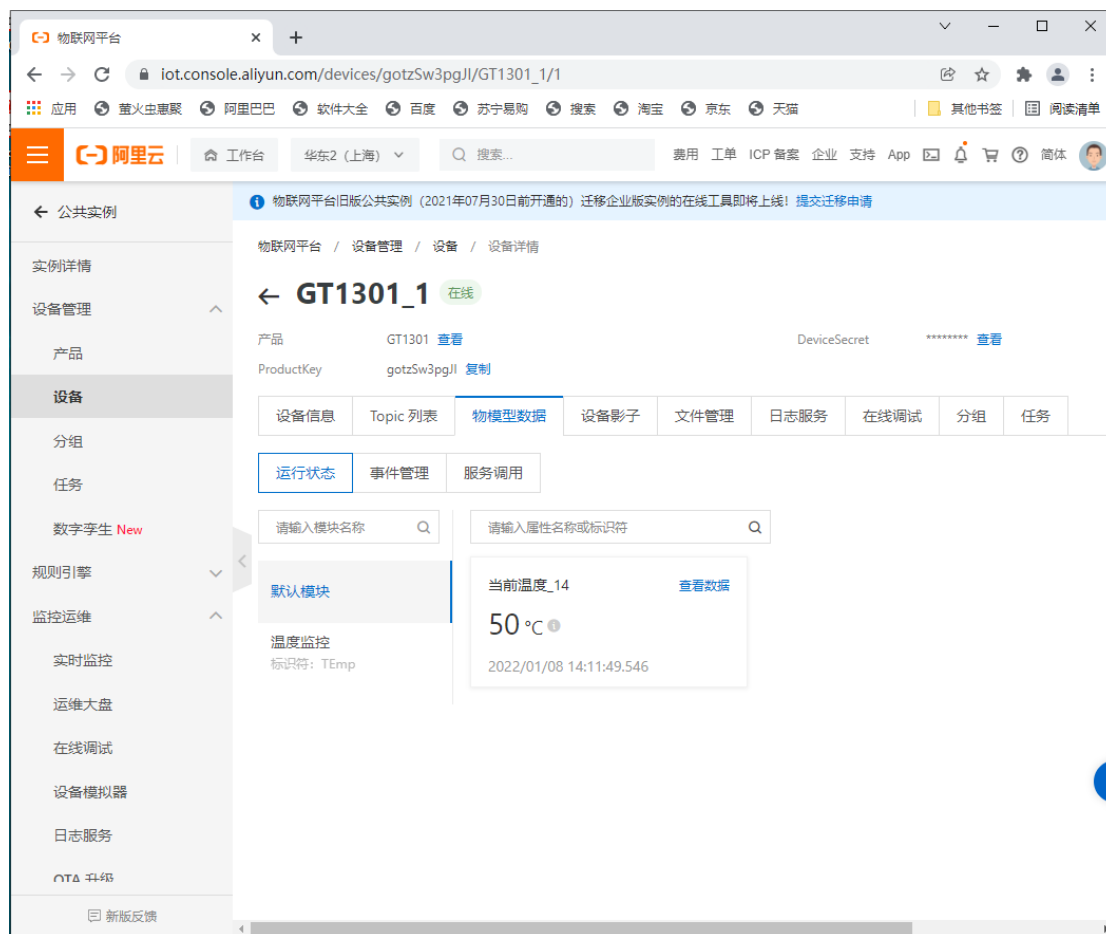 物联网平台
iot.console.aliyun.com/devices/gotzSw3pgJI/GT1301_1/1
应用 萤火虫惠聚 阿里巴巴 软件大全 百度 苏宁易购 搜索 淘宝 京东 天猫 其他书签 阅读清单
阿里云 工作台 华东2（上海） 搜索... 费用 工单 ICP 备案 企业 支持 App 简体
公共实例
物联网平台旧版公共实例（2021年07月30日前开通的）迁移企业版实例的在线工具即将上线！提交迁移申请
实例详情
设备管理
产品
设备
分组
任务
数字孪生 New
规则引擎
监控运维
实时监控
运维大盘
在线调试
设备模拟器
日志服务
OTA 升级
新版反馈
物联网平台 / 设备管理 / 设备 / 设备详情
GT1301_1 在线
产品 GT1301 查看 DeviceSecret ******** 查看
ProductKey gotzSw3pgJI 复制
设备信息 Topic 列表 物模型数据 设备影子 文件管理 日志服务 在线调试 分组 任务
运行状态 事件管理 服务调用
请输入模块名称 请输入属性名称或标识符
默认模块
温度监控
标识符：TEmp
当前温度_14 查看数据
50 °C
2022/01/08 14:11:49.546